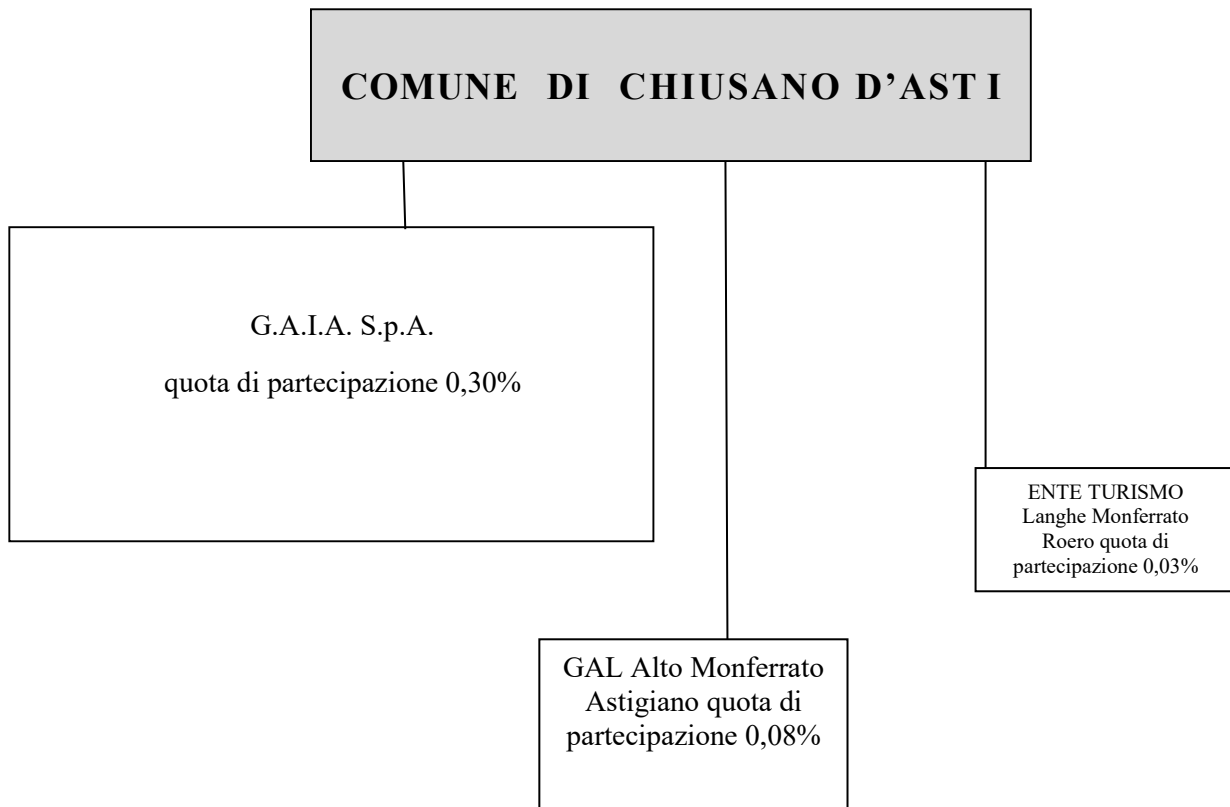 COMUNE DI CHIUSANO D’AST I
G.A.I.A. S.p.A.
quota di partecipazione 0,30%
ENTE TURISMO
Langhe Monferrato
Roero quota di
partecipazione 0,03%
GAL Alto Monferrato
Astigiano quota di
partecipazione 0,08%